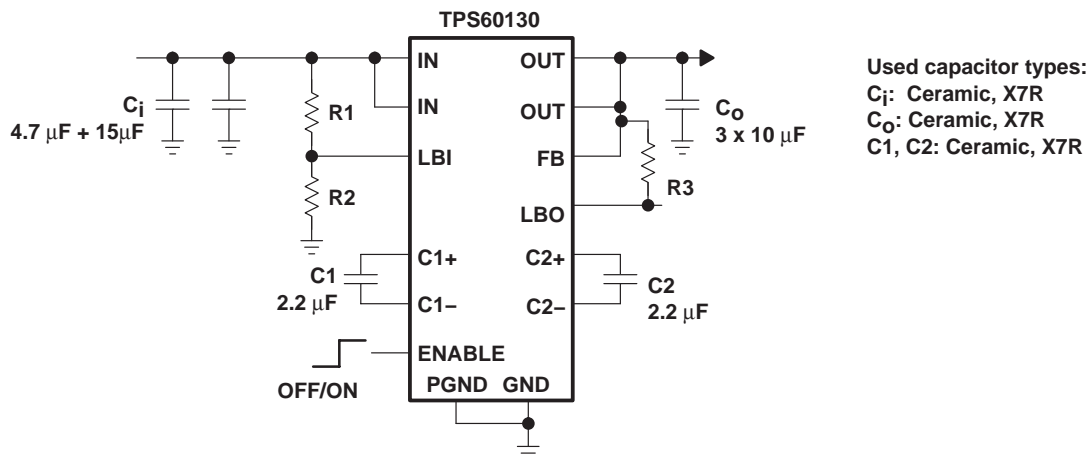 TPS60130
IN
OUT
IN
OUT
LBI
FB
LBO
C1+
C2+
C1–
C2–
ENABLE
PGND
GND
Ci
4.7 μF + 15μF
R1
R2
C1
2.2 μF
OFF/ON
Co
3 x 10 μF
R3
C2
2.2 μF
Used capacitor types:
Ci: Ceramic, X7R
Co: Ceramic, X7R
C1, C2: Ceramic, X7R